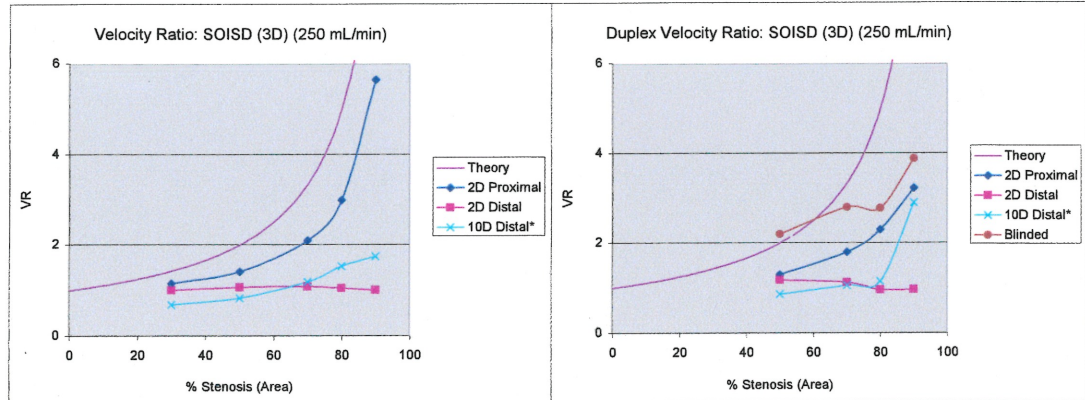 Velocity Ratio: SOISD (3D) (250 mL/min)
6
4
2
0
0 20 40 60 80 100
VR
% Stenosis (Area)
Theory
2D Proximal
2D Distal
10D Distal*
Duplex Velocity Ratio: SOISD (3D) (250 mL/min)
6
4
2
0
0 20 40 60 80 100
VR
% Stenosis (Area)
Theory
2D Proximal
2D Distal
10D Distal*
Blinded